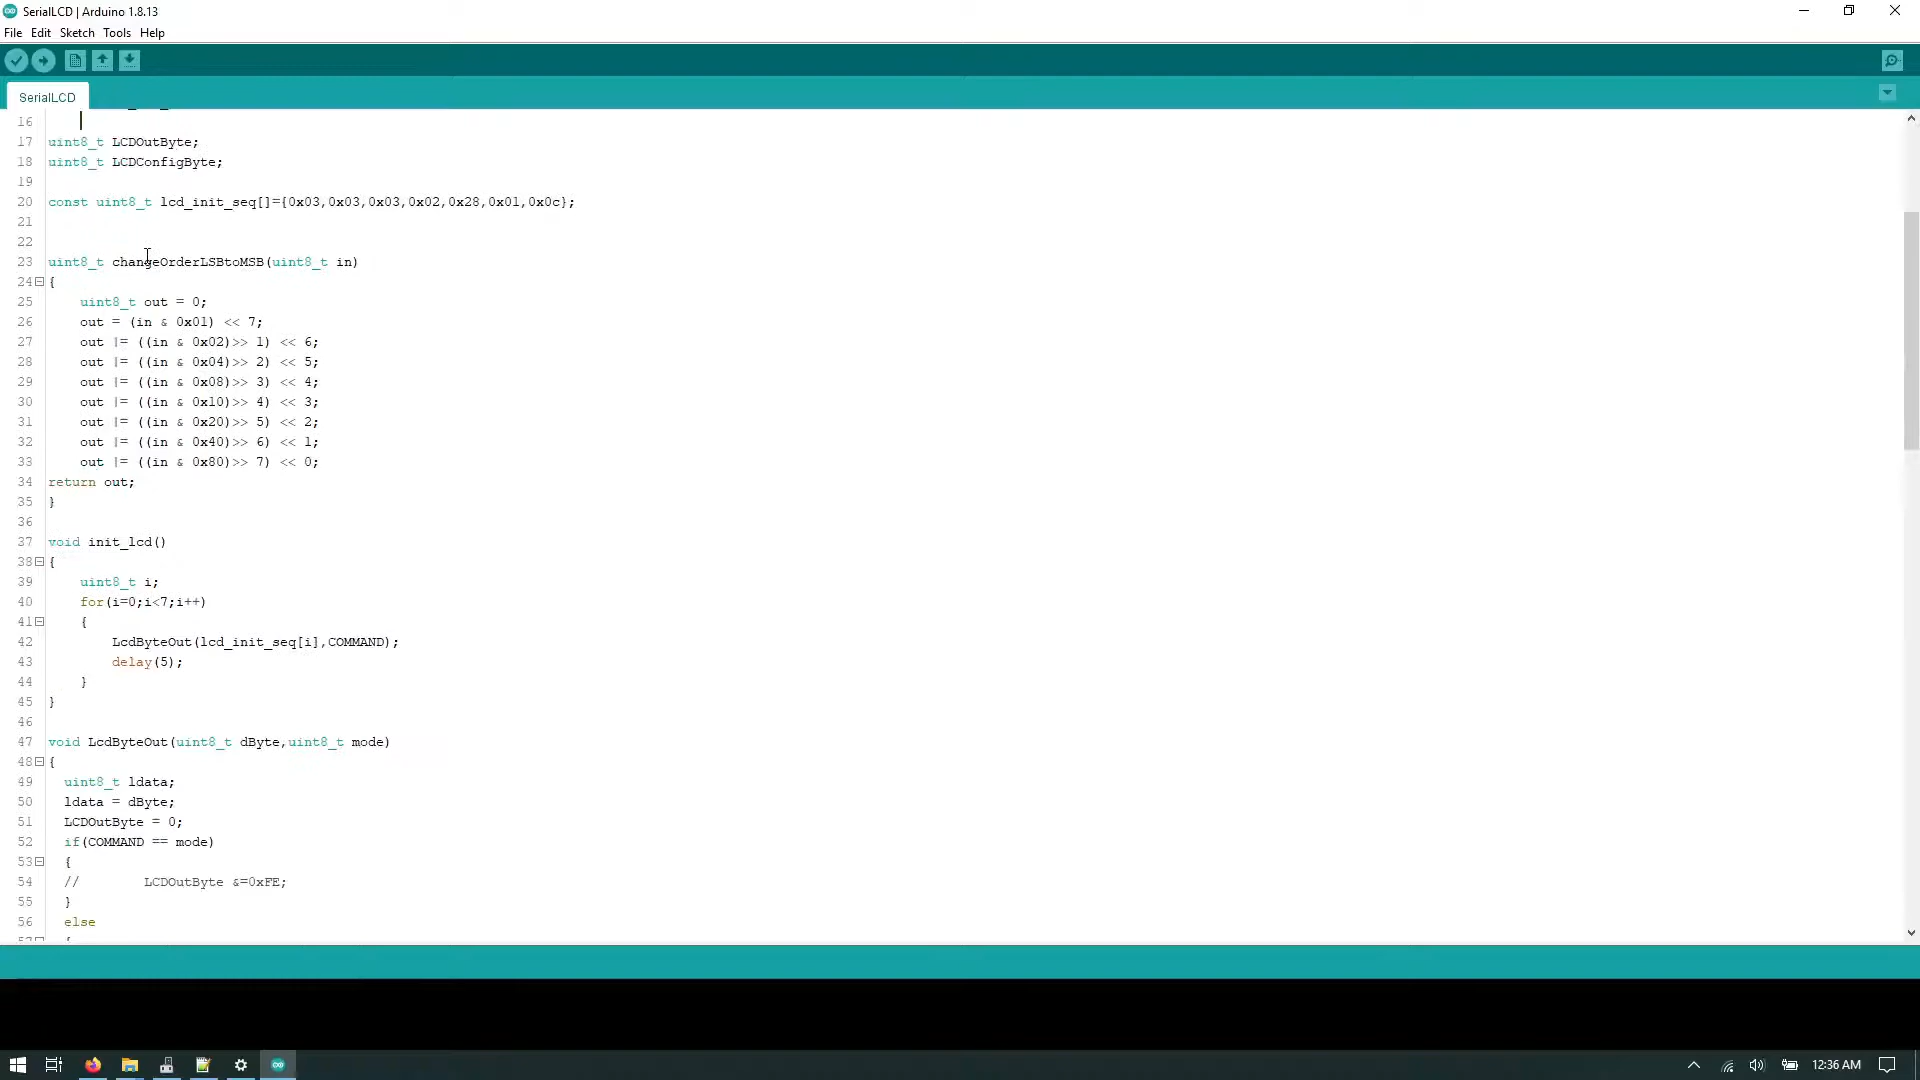 SerialLCD | Arduino 1.8.13
File Edit Sketch Tools Help
SerialLCD
16
17 uint8_t LCDOutByte;
18 uint8_t LCDConfigByte;
19
20 const uint8_t lcd_init_seq[]={0x03,0x03,0x03,0x02,0x28,0x01,0x0c};
21
22
23 uint8_t changeOrderLSBtoMSB(uint8_t in)
24 {
25 uint8_t out = 0;
26 out = (in & 0x01) << 7;
27 out |= ((in & 0x02)>> 1) << 6;
28 out |= ((in & 0x04)>> 2) << 5;
29 out |= ((in & 0x08)>> 3) << 4;
30 out |= ((in & 0x10)>> 4) << 3;
31 out |= ((in & 0x20)>> 5) << 2;
32 out |= ((in & 0x40)>> 6) << 1;
33 out |= ((in & 0x80)>> 7) << 0;
34 return out;
35 }
36
37 void init_lcd()
38 {
39 uint8_t i;
40 for(i=0;i<7;i++)
41 {
42 LcdByteOut(lcd_init_seq[i],COMMAND);
43 delay(5);
44 }
45 }
46
47 void LcdByteOut(uint8_t dByte,uint8_t mode)
48 {
49 uint8_t ldata;
50 ldata = dByte;
51 LCDOutByte = 0;
52 if(COMMAND == mode)
53 {
54 // LCDOutByte &=0xFE;
55 }
56 else
57 {
12:36 AM